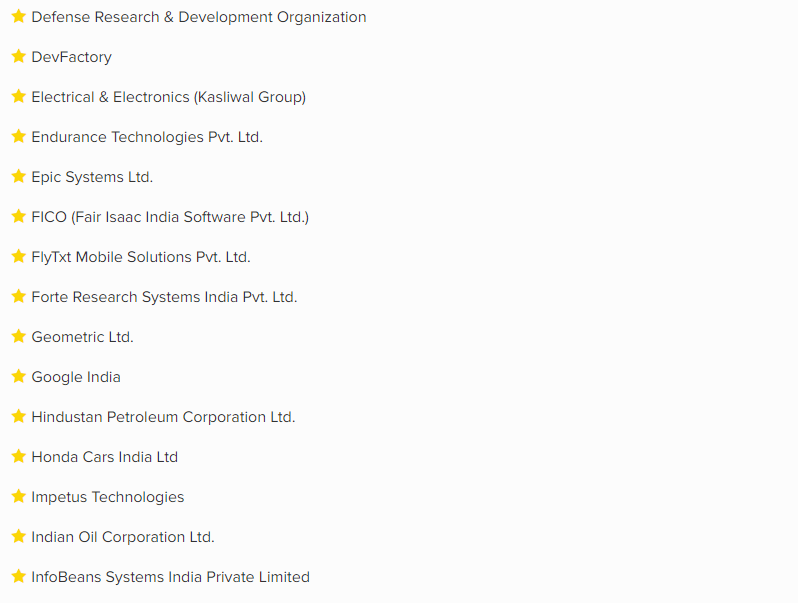 Defense Research & Development Organization
DevFactory
Electrical & Electronics (Kasliwal Group)
Endurance Technologies Pvt. Ltd.
Epic Systems Ltd.
FICO (Fair Isaac India Software Pvt. Ltd.)
FlyTxt Mobile Solutions Pvt. Ltd.
Forte Research Systems India Pvt. Ltd.
Geometric Ltd.
Google India
Hindustan Petroleum Corporation Ltd.
Honda Cars India Ltd
Impetus Technologies
Indian Oil Corporation Ltd.
InfoBeans Systems India Private Limited